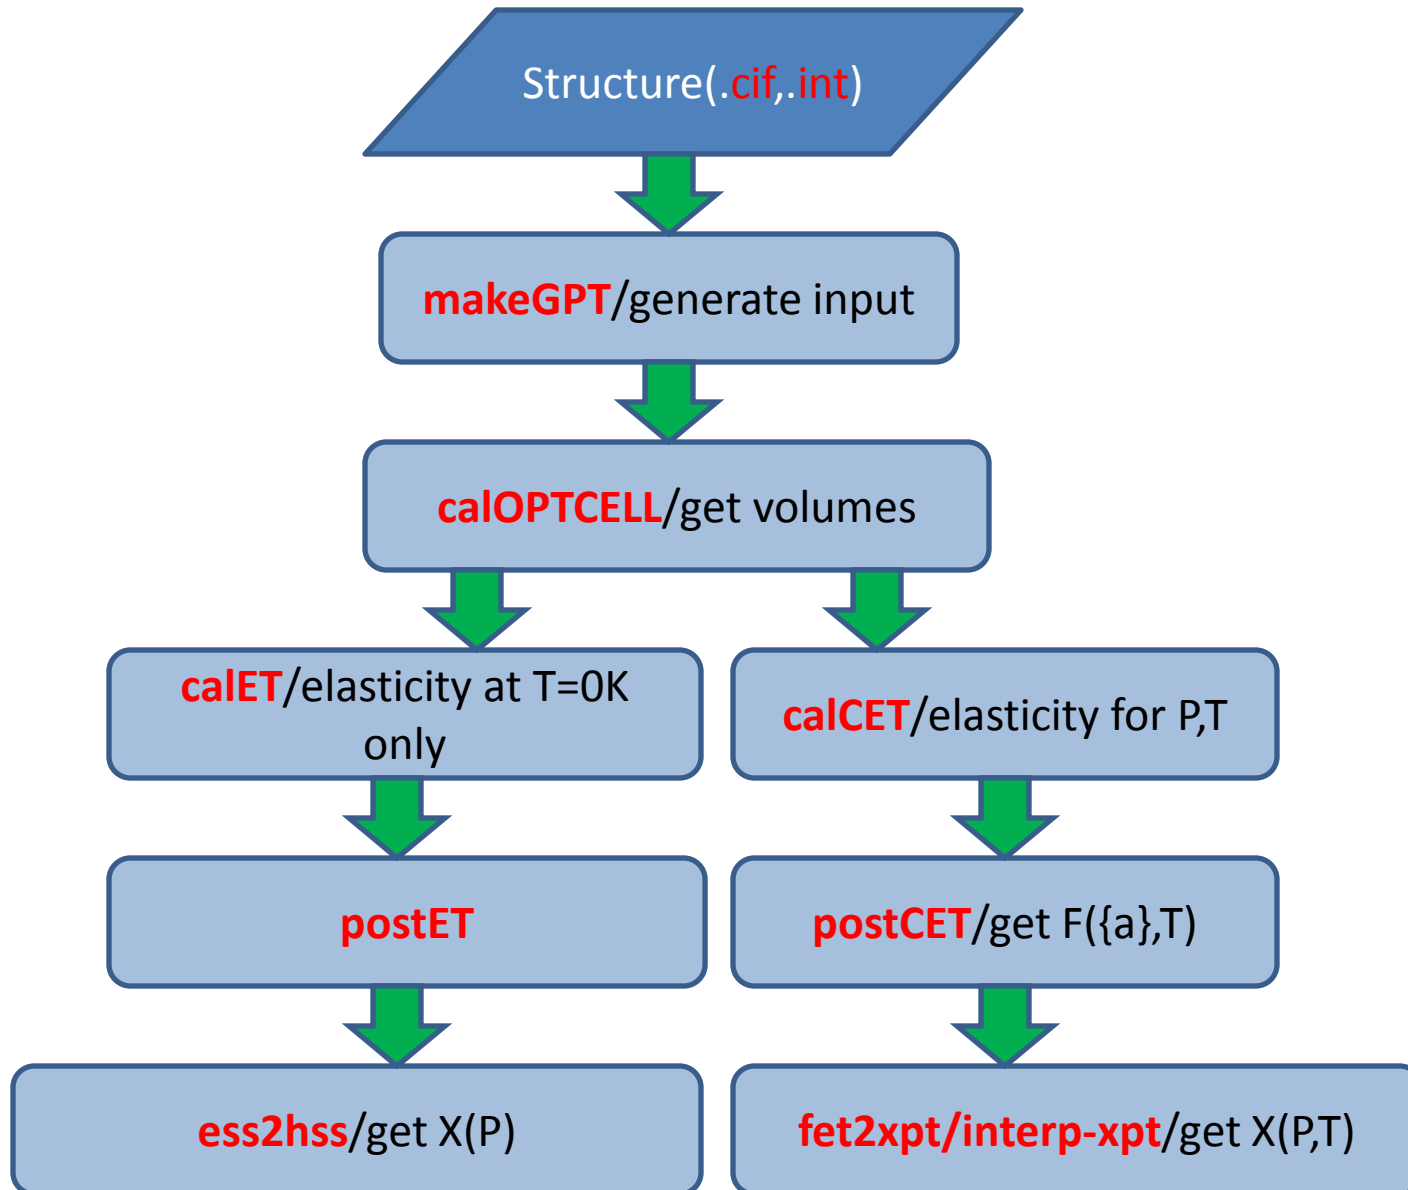 Structure(.cif,.int)
makeGPT/generate input
calOPTCELL/get volumes
calET/elasticity at T=0K
only
calCET/elasticity for P,T
postET
postCET/get F({a},T)
ess2hss/get X(P)
fet2xpt/interp-xpt/get X(P,T)